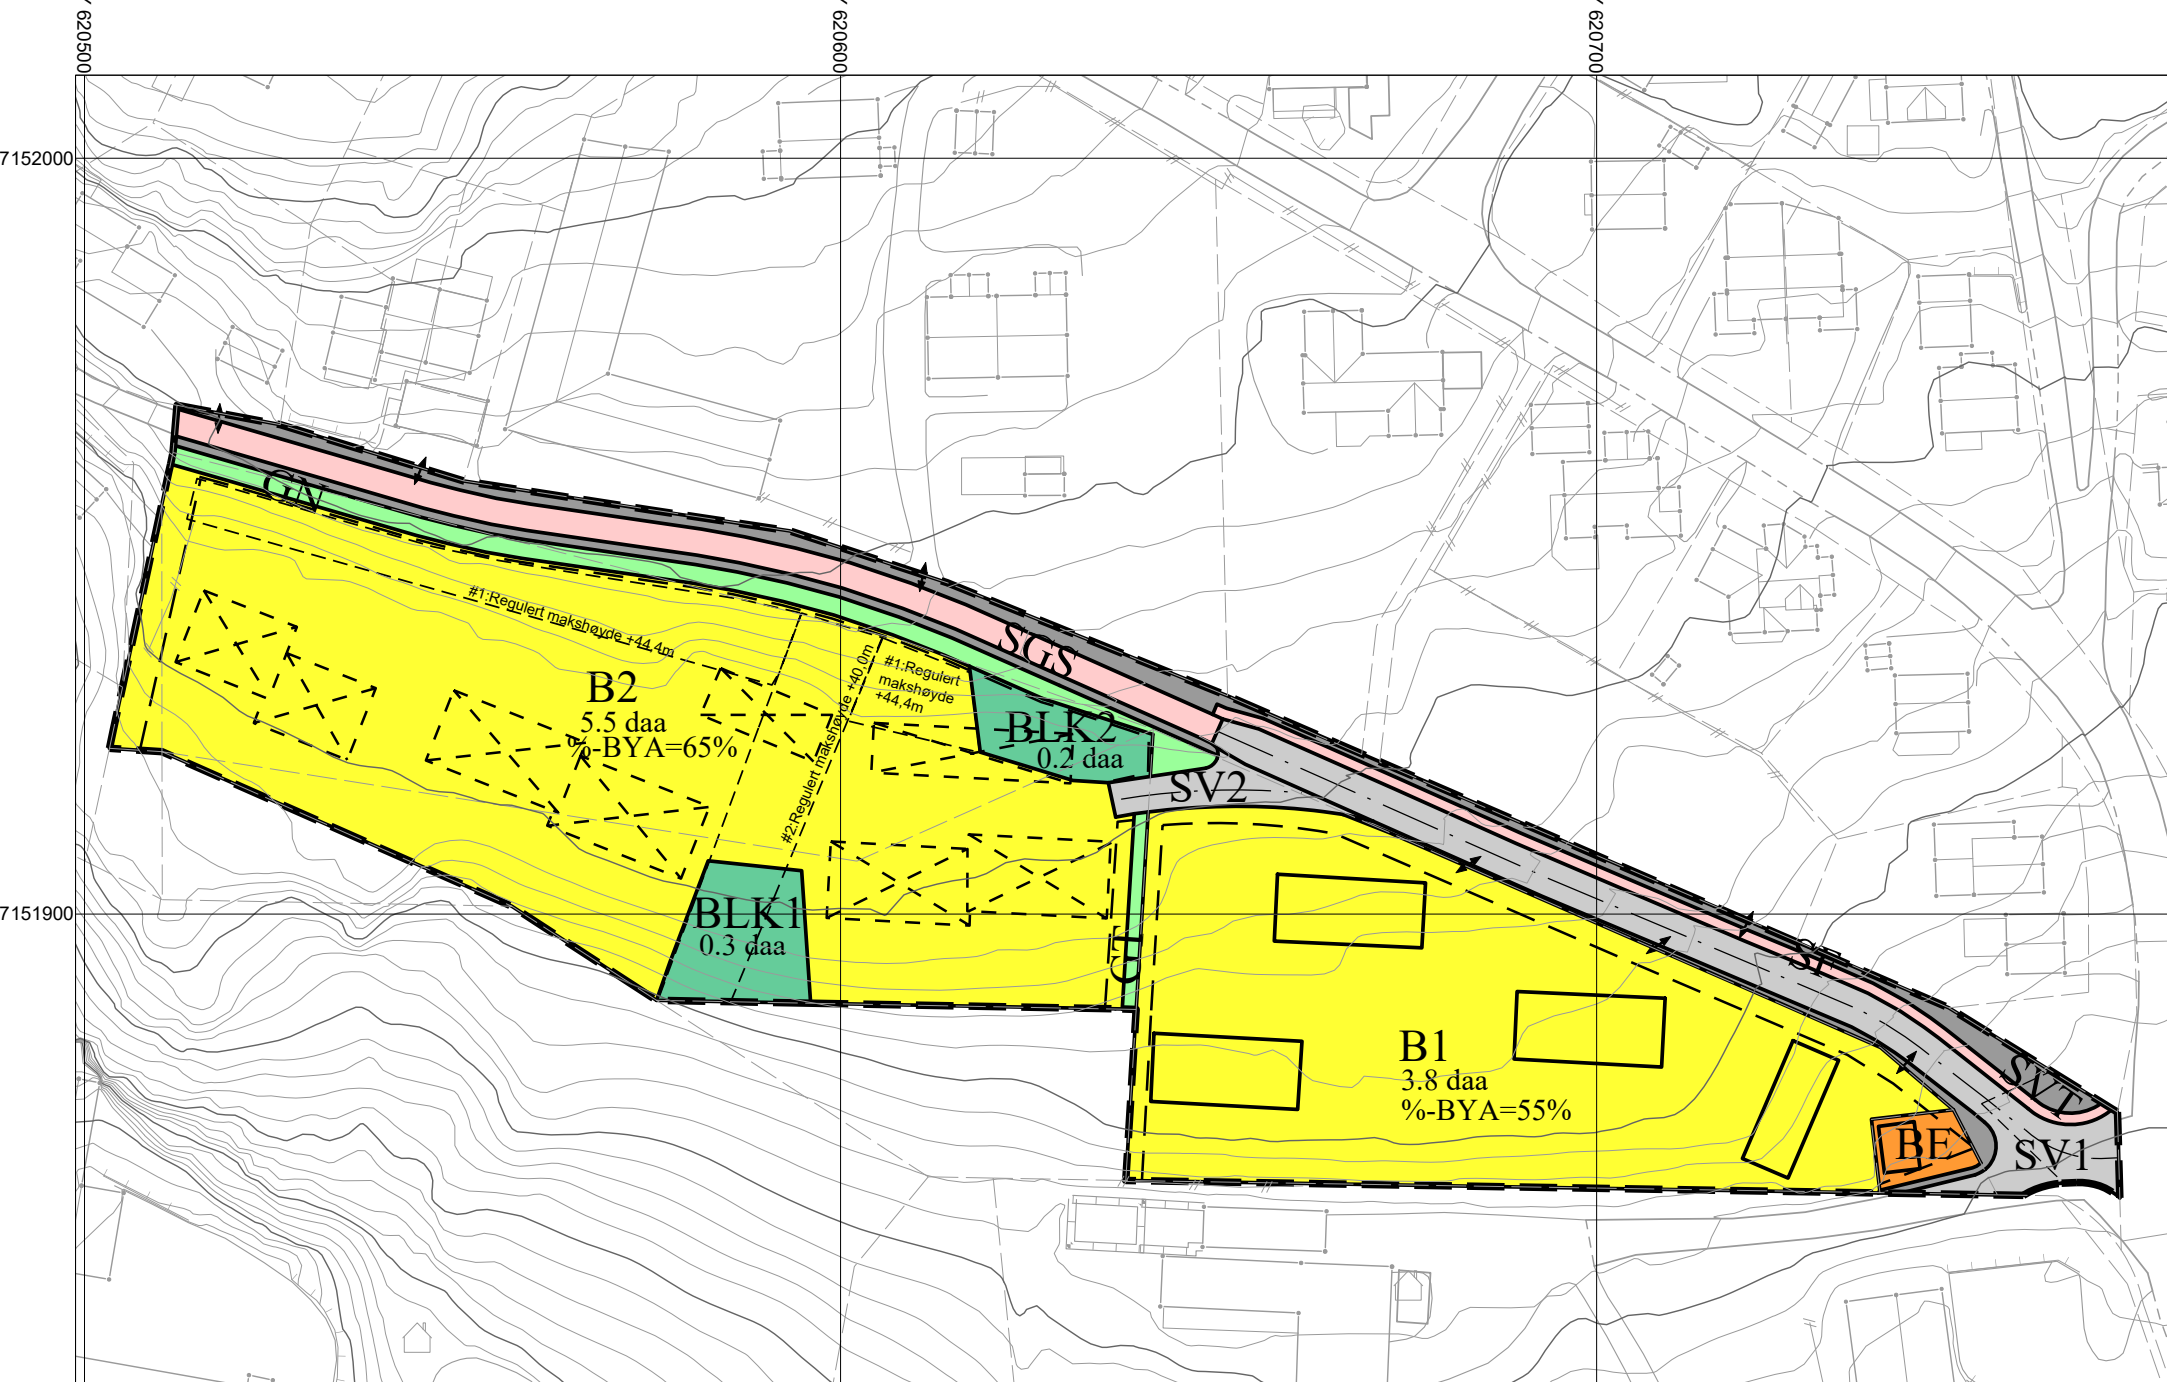 620500
620600
620700
7152000
GN
#1:Regulert makshøyde +44,4m
SGS
B2
5.5 daa
%-BYA=65%
#2:Regulert makshøyde +40,0m
#1:Regulert
makshøyde
+44,4m
BLK2
0.2 daa
SV2
7151900
BLK1
0.3 daa
SF
B1
3.8 daa
%-BYA=55%
SVT
BE
SV1